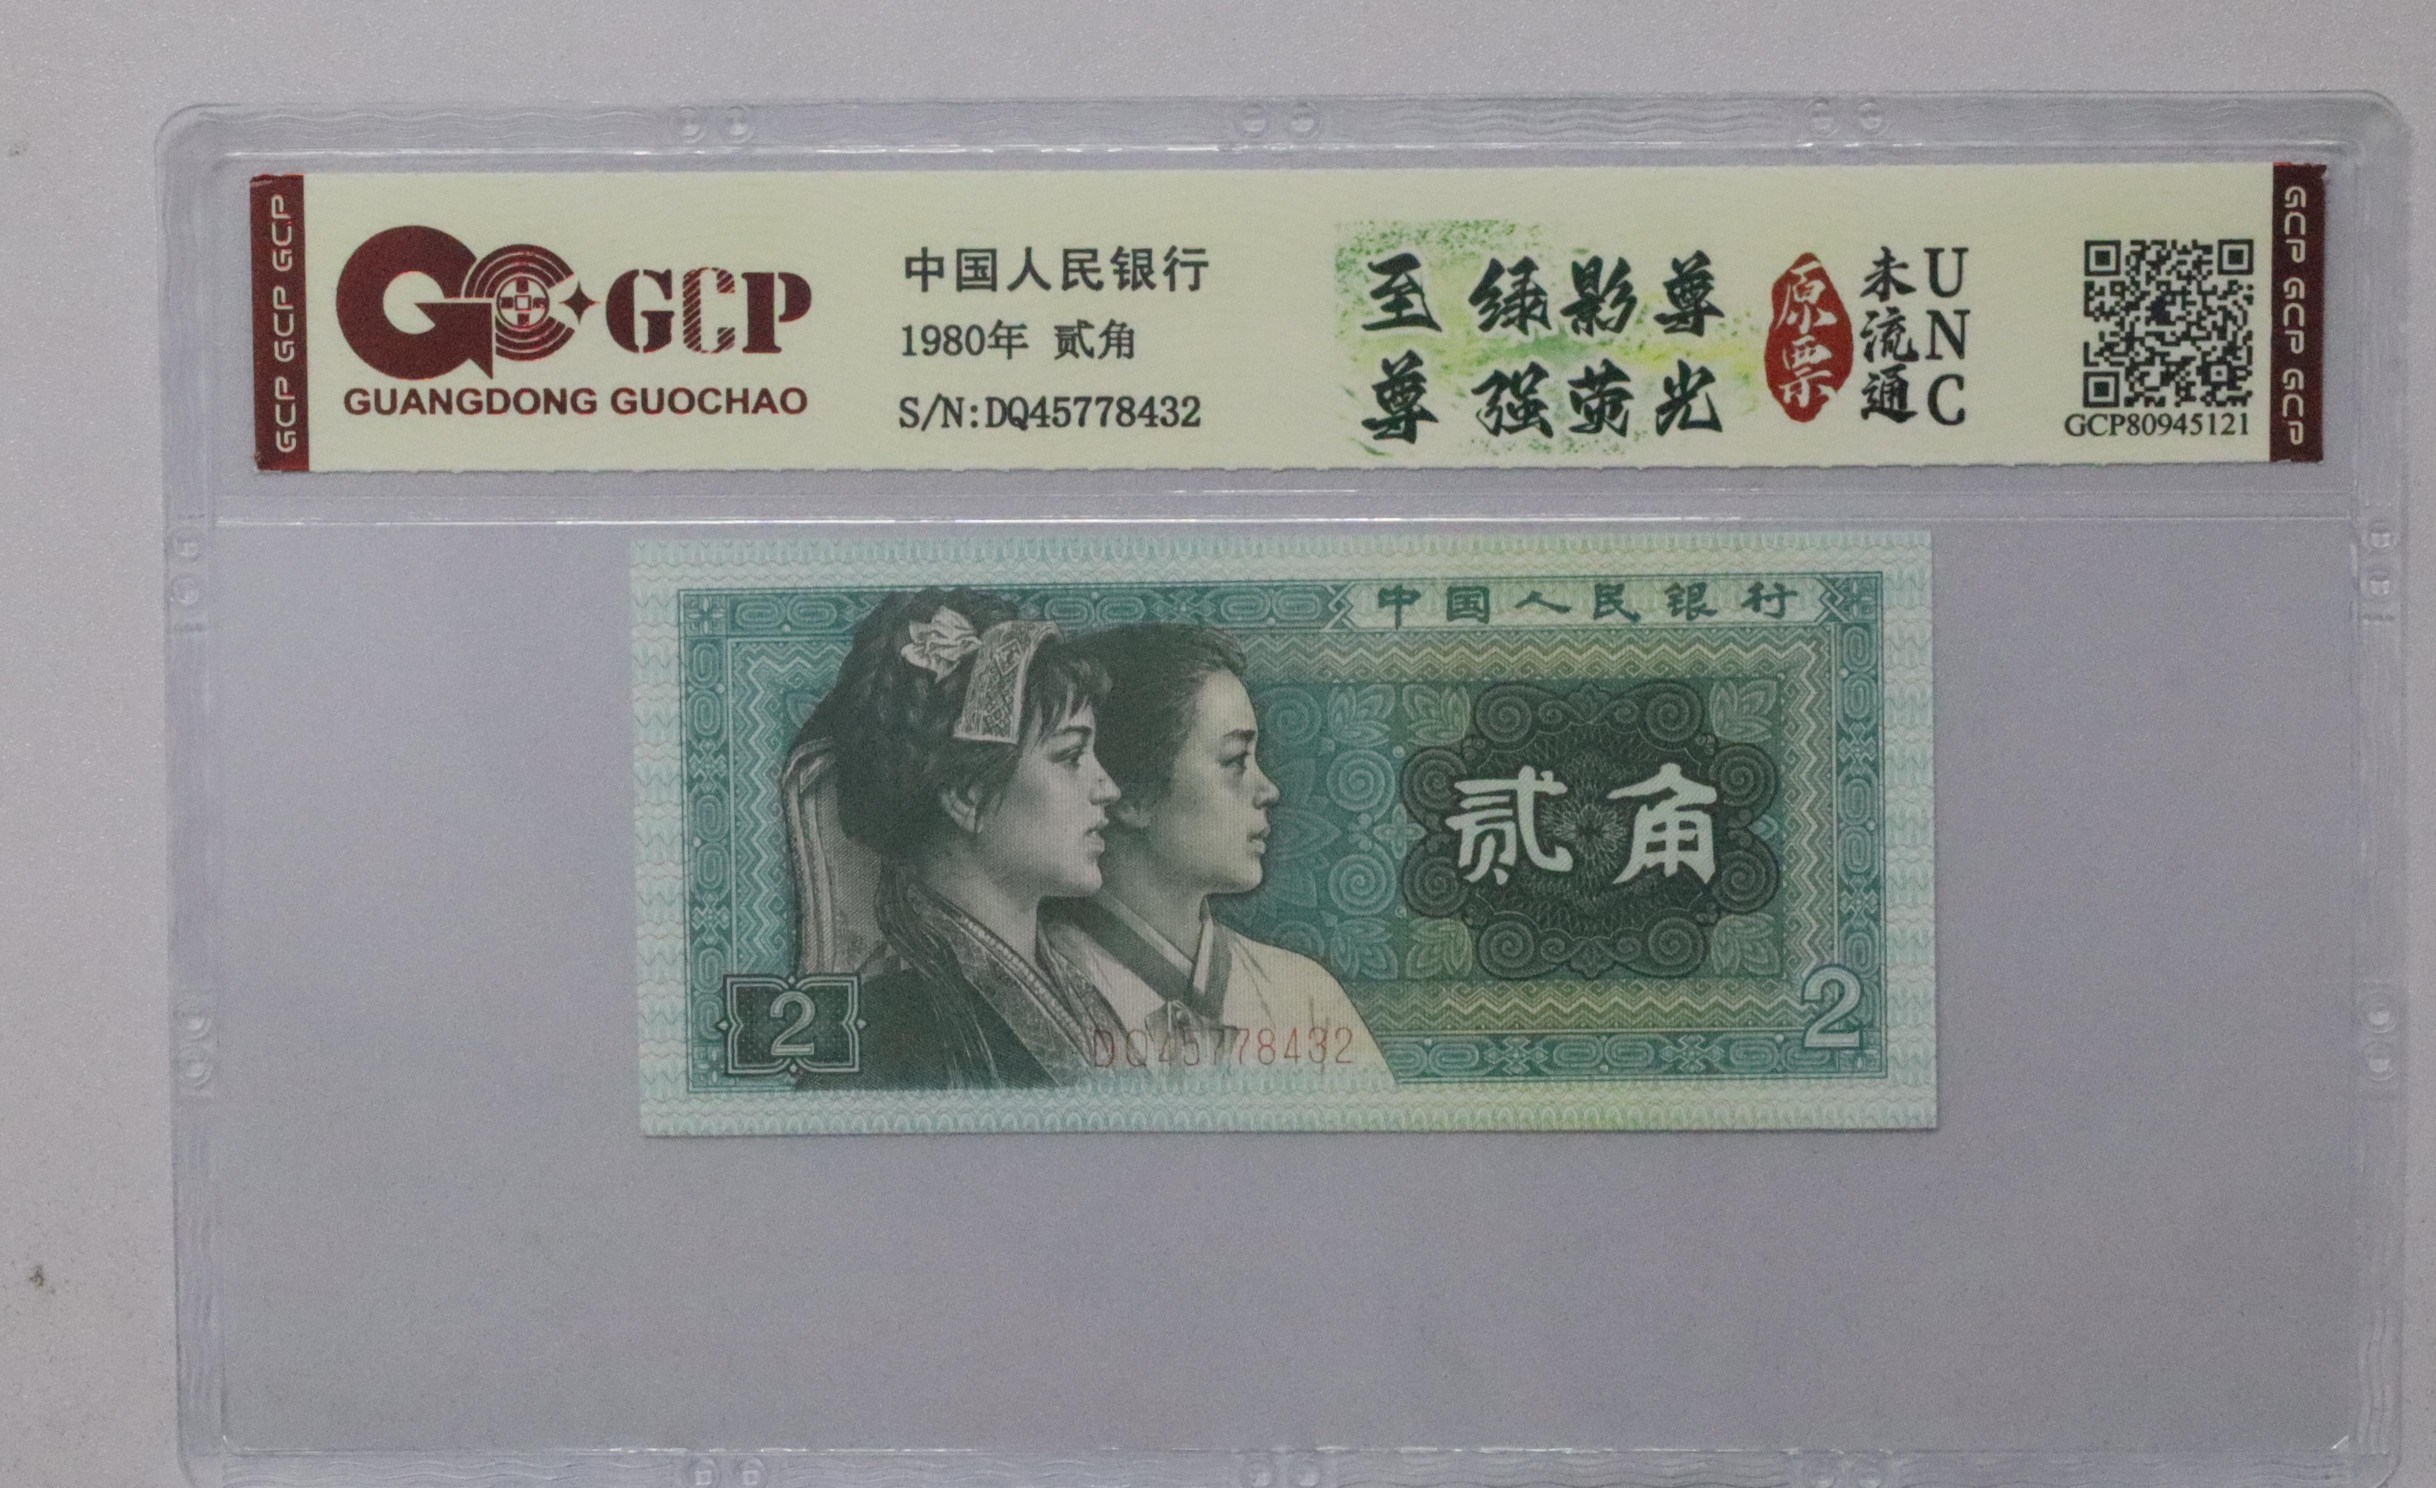 GCP GCP GCP
GCP
GUANGDONG GUOCHAO
中国人民银行
1980年 贰角
S/N:DQ45778432
至尊
绿影尊
强荧光
原票
未流通
UNC
GCP80945121
GCP GCP GCP
中国人民银行
贰角
2
2
DQ45778432